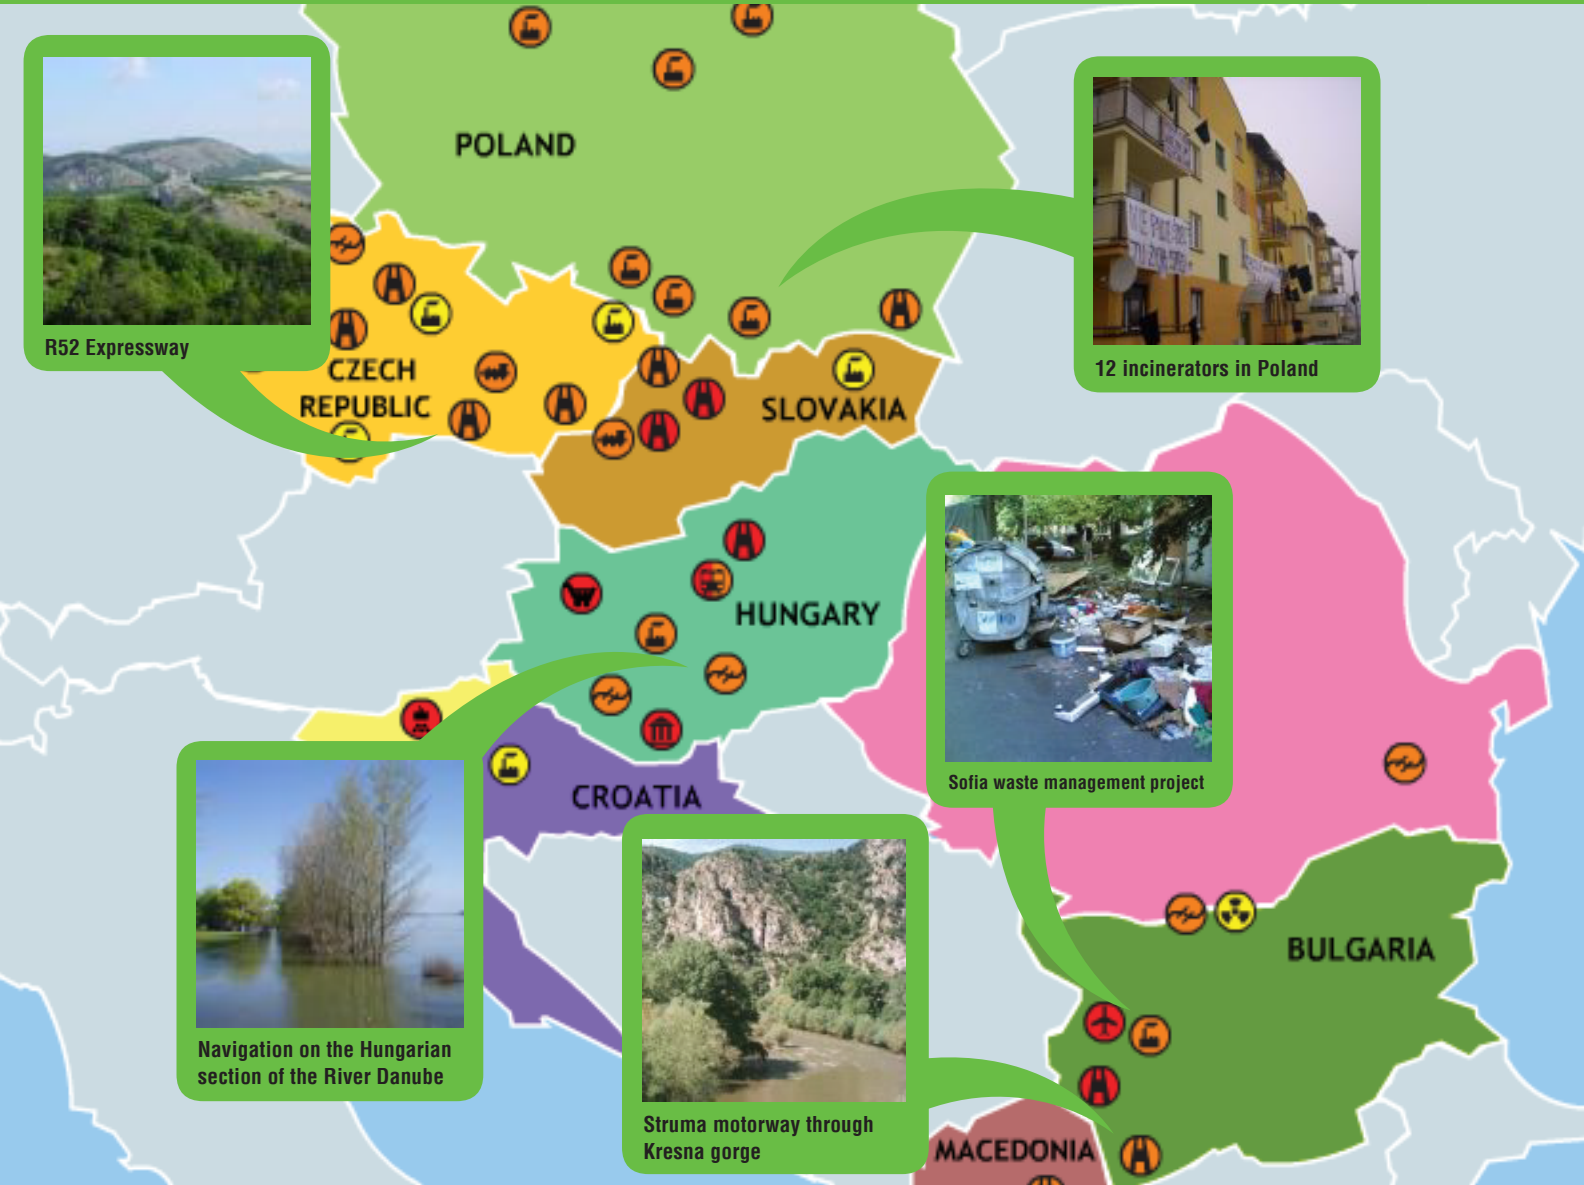 POLAND
R52 Expressway
12 incinerators in Poland
CZECH
REPUBLIC
SLOVAKIA
HUNGARY
Sofia waste management project
CROATIA
BULGARIA
Navigation on the Hungarian
section of the River Danube
Struma motorway through
Kresna gorge
MACEDONIA